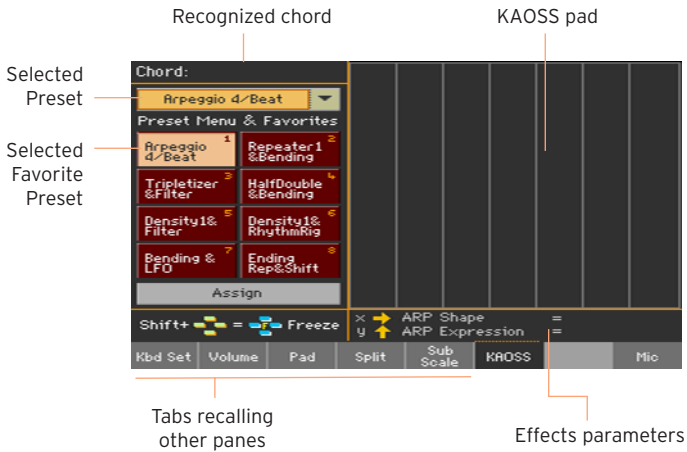 Recognized chord
KAOSS pad
Selected
Preset
Selected
Favorite
Preset
Chord:
Arpeggio 4/Beat
Preset Menu & Favorites
Arpeggio 1
4/Beat
Repeater1 2
&Bending
Tripletizer 3
&Filter
HalfDouble 4
&Bending
Density1& 5
Filter
Density1& 6
RhythmRig
Bending & 7
LFO
Ending 8
Rep&Shift
Assign
Shift+ = F Freeze
x ARP Shape =
y ARP Expression =
Kbd Set
Volume
Pad
Split
Sub
Scale
KAOSS
Mic
Tabs recalling
other panes
Effects parameters